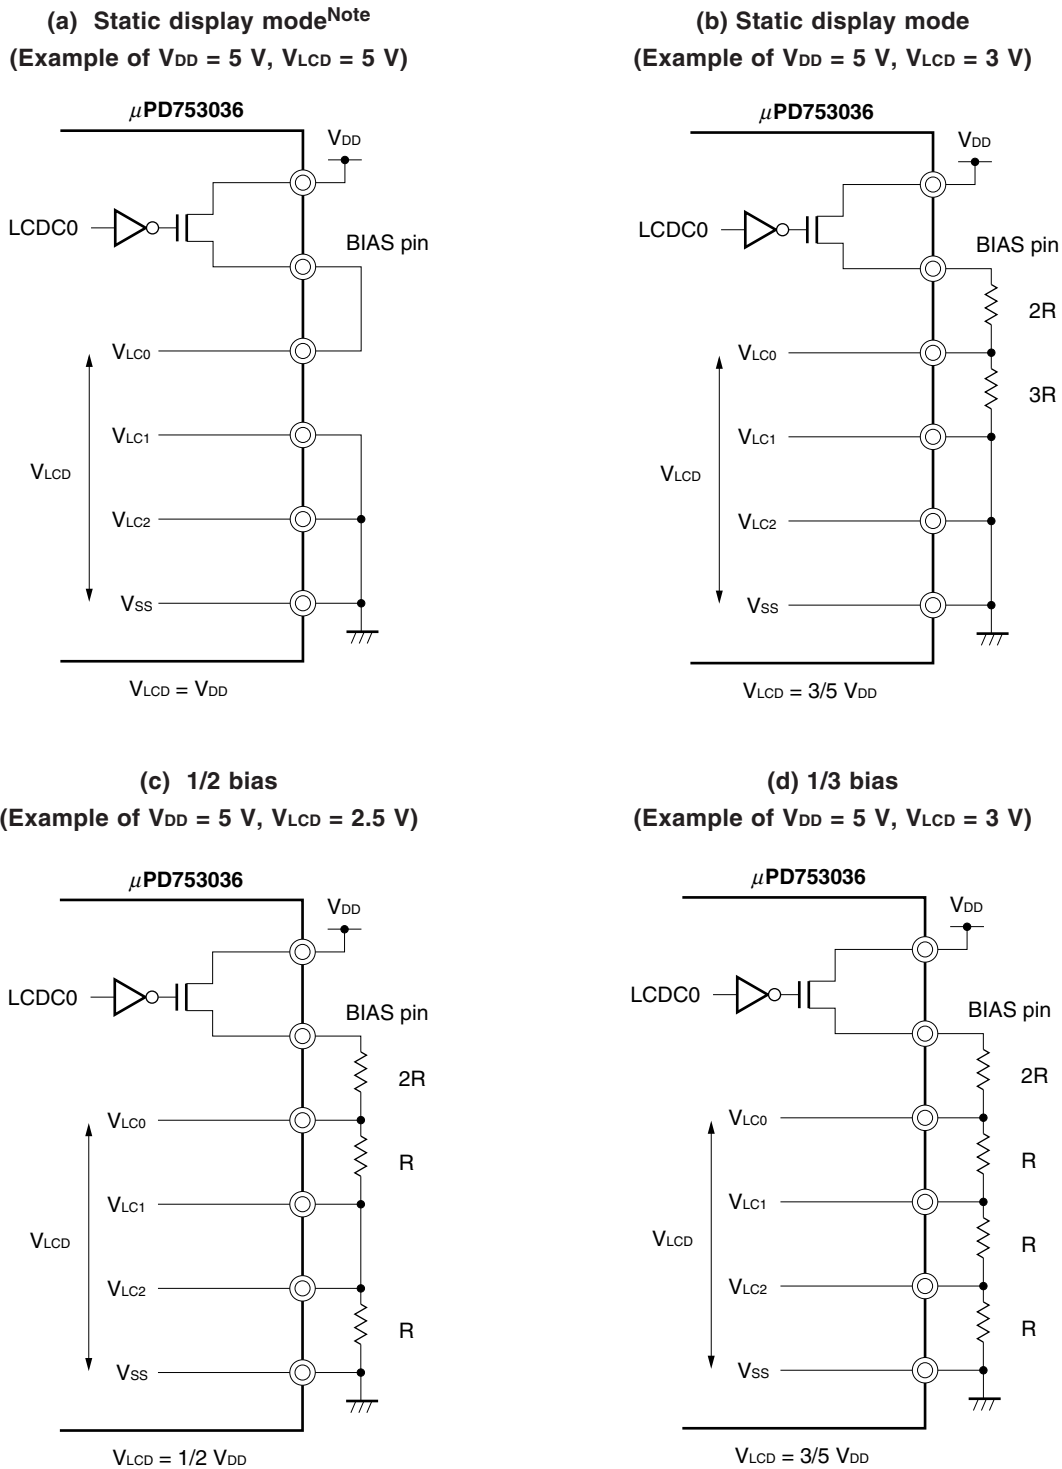 (a) Static display modeNote
(Example of VDD = 5 V, VLCD = 5 V)
μPD753036
VDD
LCDC0
BIAS pin
VLC0
VLC1
VLCD
VLC2
VSS
VLCD = VDD
(b) Static display mode
(Example of VDD = 5 V, VLCD = 3 V)
μPD753036
VDD
LCDC0
BIAS pin
2R
VLC0
3R
VLC1
VLCD
VLC2
VSS
VLCD = 3/5 VDD
(c) 1/2 bias
(Example of VDD = 5 V, VLCD = 2.5 V)
μPD753036
VDD
LCDC0
BIAS pin
2R
VLC0
R
VLC1
VLCD
VLC2
R
VSS
VLCD = 1/2 VDD
(d) 1/3 bias
(Example of VDD = 5 V, VLCD = 3 V)
μPD753036
VDD
LCDC0
BIAS pin
2R
VLC0
R
VLC1
VLCD
R
VLC2
R
VSS
VLCD = 3/5 VDD